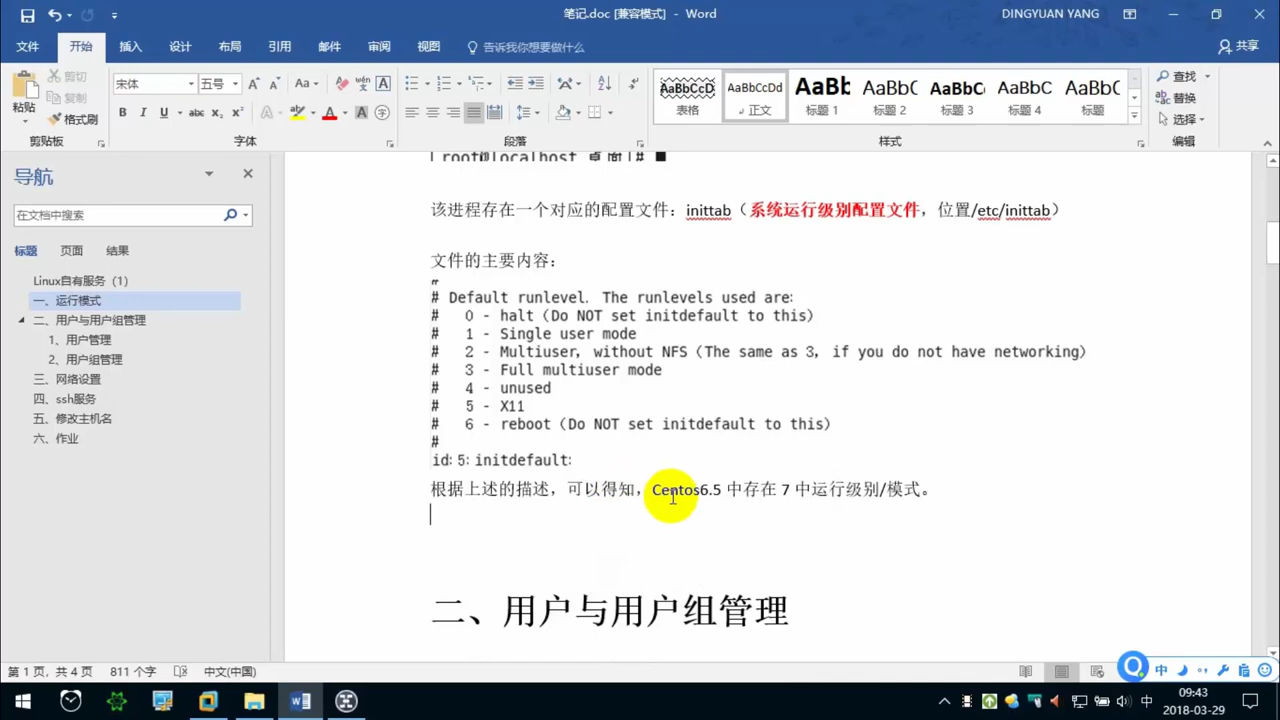 笔记.doc [兼容模式] - Word
DINGYUAN YANG
文件 开始 插入 设计 布局 引用 邮件 审阅 视图 告诉我你想要做什么 共享
粘贴 剪切 复制 格式刷
宋体 五号
AaBbCcD AaBbCcDd AaBb AaBbC AaBbC AaBbC AaBbC
表格 正文 标题 1 标题 2 标题 3 标题 4 标题
查找 替换 选择
剪贴板 字体 段落 样式 编辑
导航
在文档中搜索
标题 页面 结果
Linux自有服务（1）
一、运行模式
二、用户与用户组管理
1、用户管理
2、用户组管理
三、网络设置
四、ssh服务
五、修改主机名
六、作业
[root@localhost 桌面]#
该进程存在一个对应的配置文件：inittab（系统运行级别配置文件，位置/etc/inittab）
文件的主要内容：
#
# Default runlevel. The runlevels used are:
#   0 - halt (Do NOT set initdefault to this)
#   1 - Single user mode
#   2 - Multiuser, without NFS (The same as 3, if you do not have networking)
#   3 - Full multiuser mode
#   4 - unused
#   5 - X11
#   6 - reboot (Do NOT set initdefault to this)
#
id:5:initdefault:
根据上述的描述，可以得知，Centos6.5 中存在 7 中运行级别/模式。
二、用户与用户组管理
第 1 页，共 4 页 811 个字 中文(中国)
中
中 09:43
2018-03-29